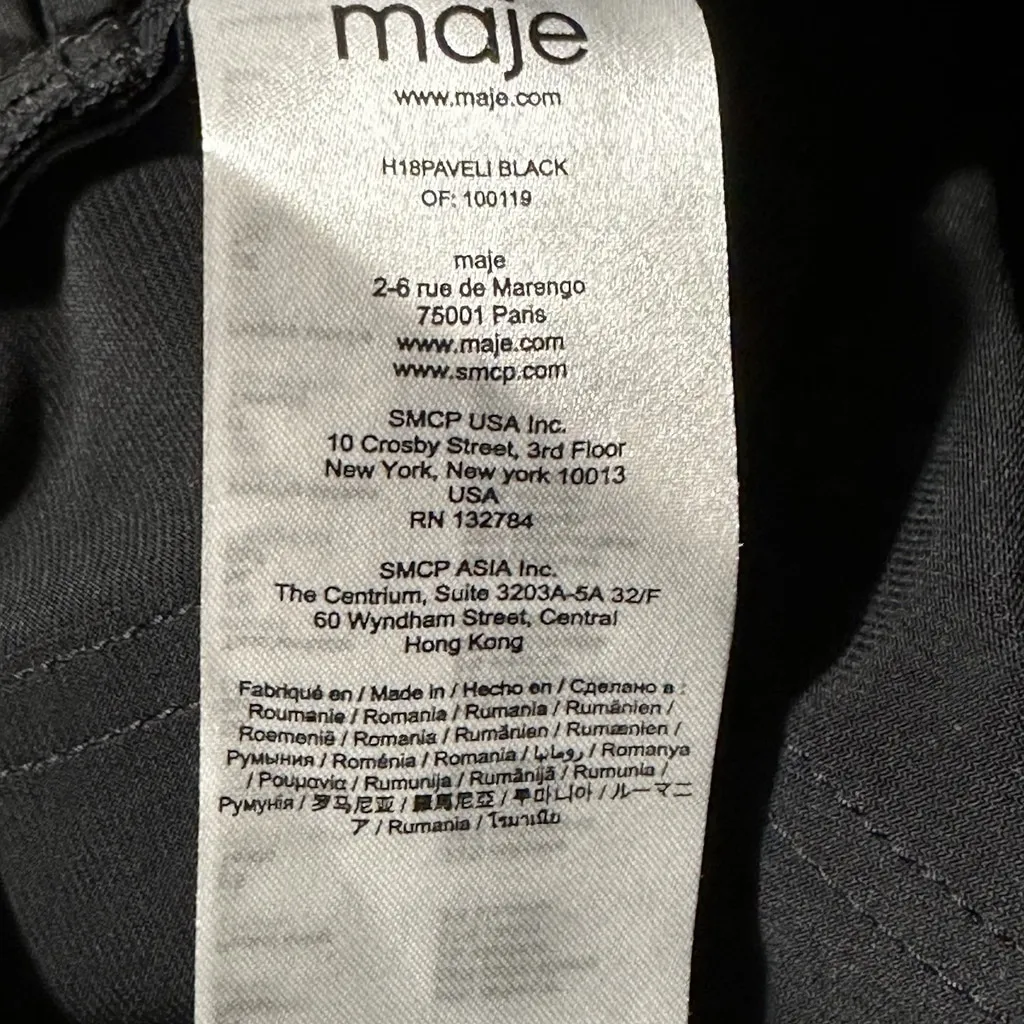 maje
www.maje.com
H18PAVELI BLACK
OF: 100119
maje
2-6 rue de Marengo
75001 Paris
www.maje.com
www.smcp.com
SMCP USA Inc.
10 Crosby Street, 3rd Floor
New York, New york 10013
USA
RN 132784
SMCP ASIA Inc.
The Centrium, Suite 3203A-5A 32/F
60 Wyndham Street, Central
Hong Kong
Fabriqué en / Made in / Hecho en / Сделано в :
Roumanie / Romania / Rumania / Rumänien /
Roemenië / Romania / Rumänien / Rumænien /
Румыния / Roménia / Romania / رومانيا / Romanya
/ Ρουμανία / Rumunija / Rumānijā / Rumunia /
Румунія / 罗马尼亚 / 羅馬尼亞 / 루마니아 / ルーマニ
ア / Rumania / โรมาเนีย